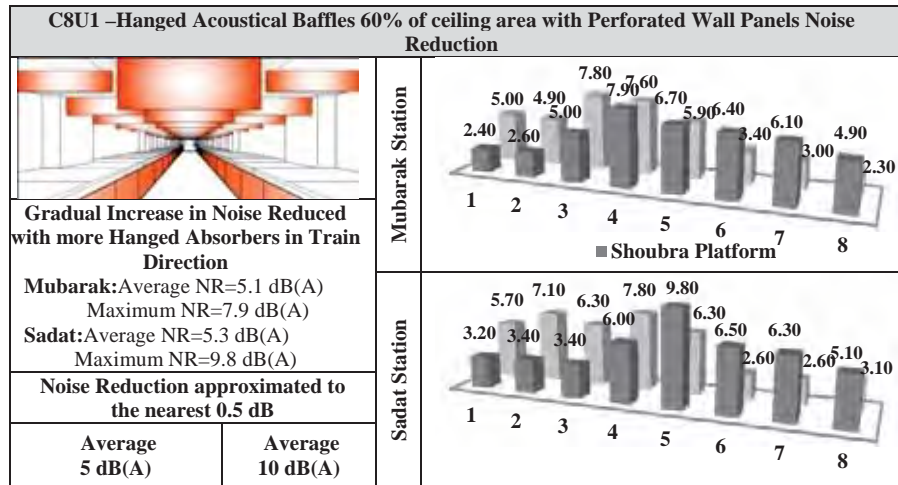 C8U1 –Hanged Acoustical Baffles 60% of ceiling area with Perforated Wall Panels Noise
Reduction
Gradual Increase in Noise Reduced
with more Hanged Absorbers in Train
Direction
Mubarak:Average NR=5.1 dB(A)
Maximum NR=7.9 dB(A)
Sadat:Average NR=5.3 dB(A)
Maximum NR=9.8 dB(A)
Noise Reduction approximated to
the nearest 0.5 dB
Average
5 dB(A)
Average
10 dB(A)
Mubarak Station
7.80 7.60
5.00 4.90 5.00 7.90 6.70 5.90 6.40
2.40 2.60 3.40 6.10 3.00 4.90 2.30
1 2 3 4 5 6 7 8
Shoubra Platform
Sadat Station
5.70 7.10 6.30 7.80 9.80
3.20 3.40 3.40 6.00 6.30 6.50 6.30
2.60 2.60 5.10 3.10
1 2 3 4 5 6 7 8